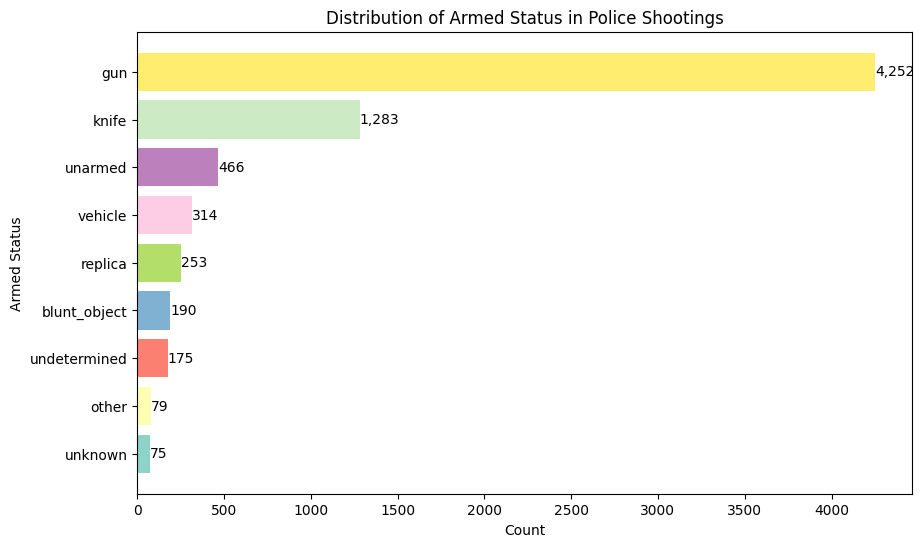 Distribution of Armed Status in Police Shootings
Armed Status
gun 4,252
knife 1,283
unarmed 466
vehicle 314
replica 253
blunt_object 190
undetermined 175
other 79
unknown 75
0 500 1000 1500 2000 2500 3000 3500 4000
Count